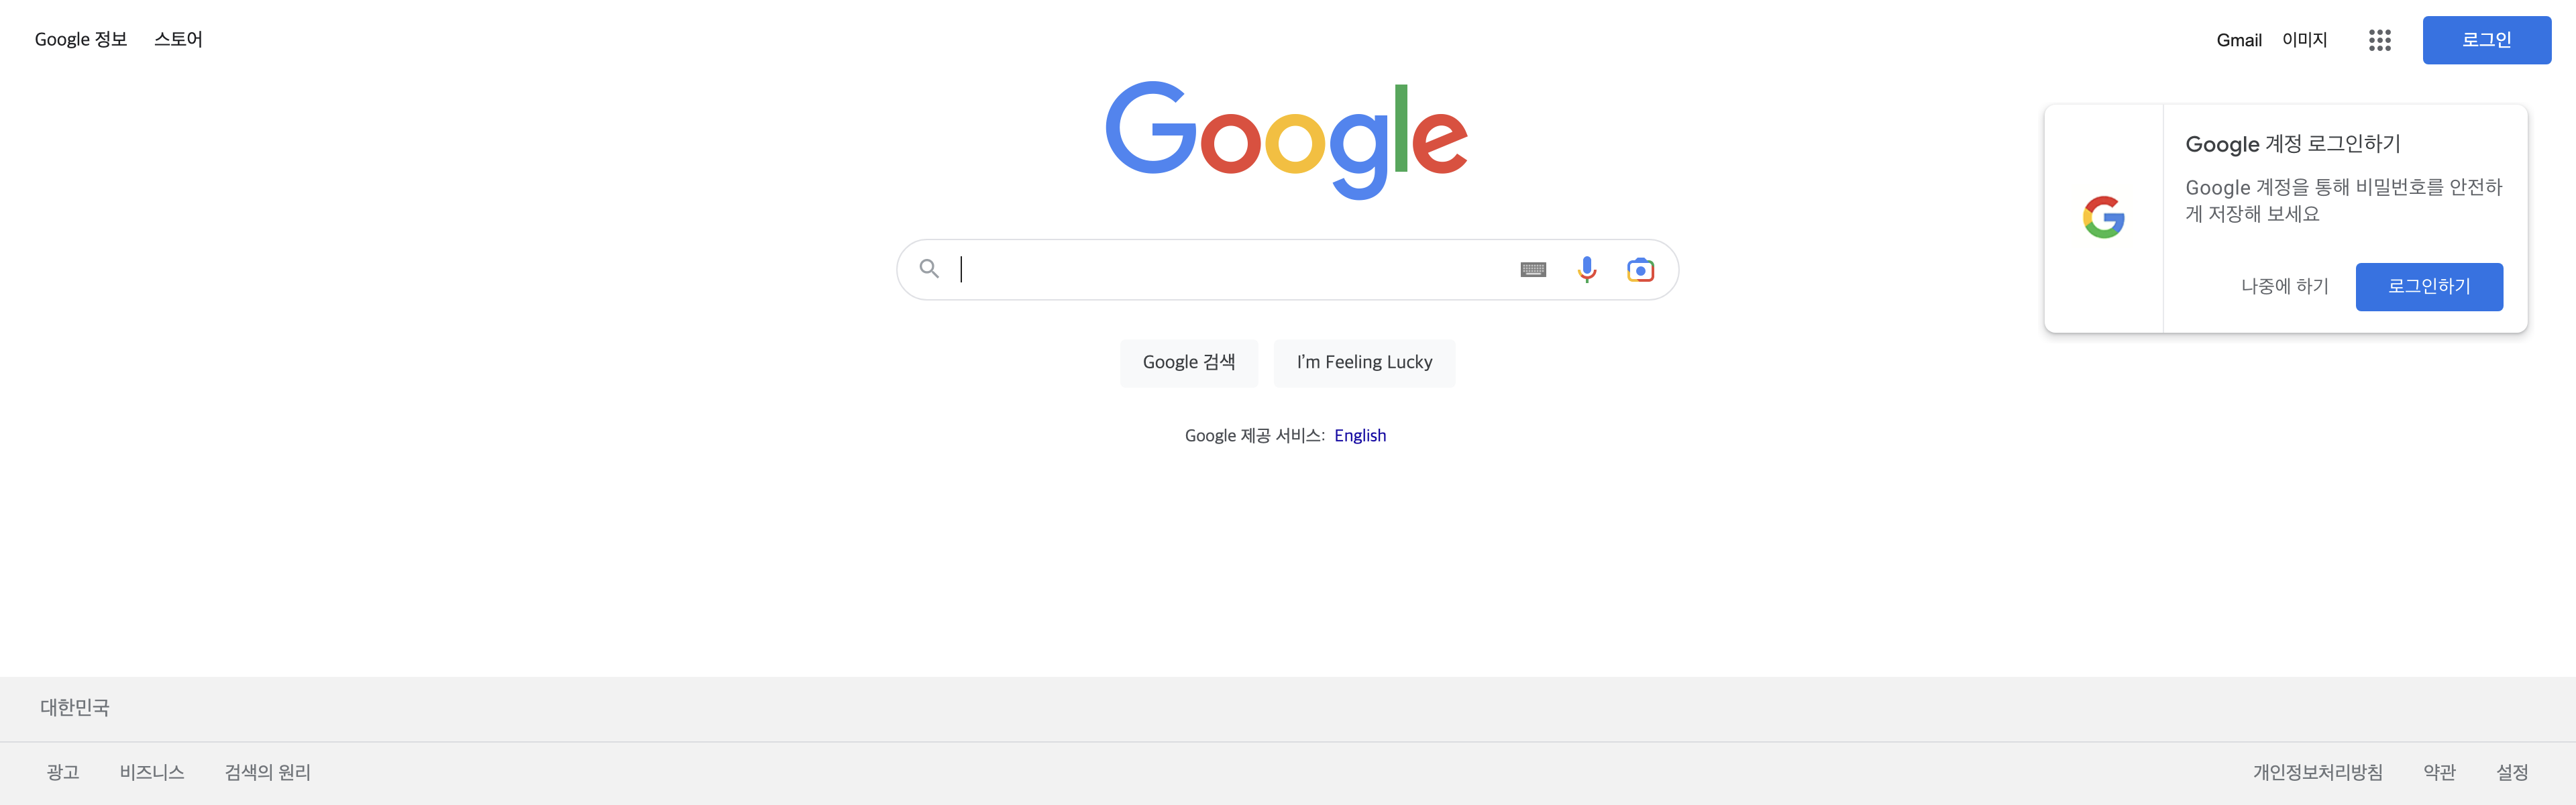 Google 정보 스토어
Gmail 이미지 로그인
Google
Google 계정 로그인하기
Google 계정을 통해 비밀번호를 안전하
게 저장해 보세요
나중에 하기 로그인하기
Google 검색 I'm Feeling Lucky
Google 제공 서비스: English
대한민국
광고 비즈니스 검색의 원리
개인정보처리방침 약관 설정